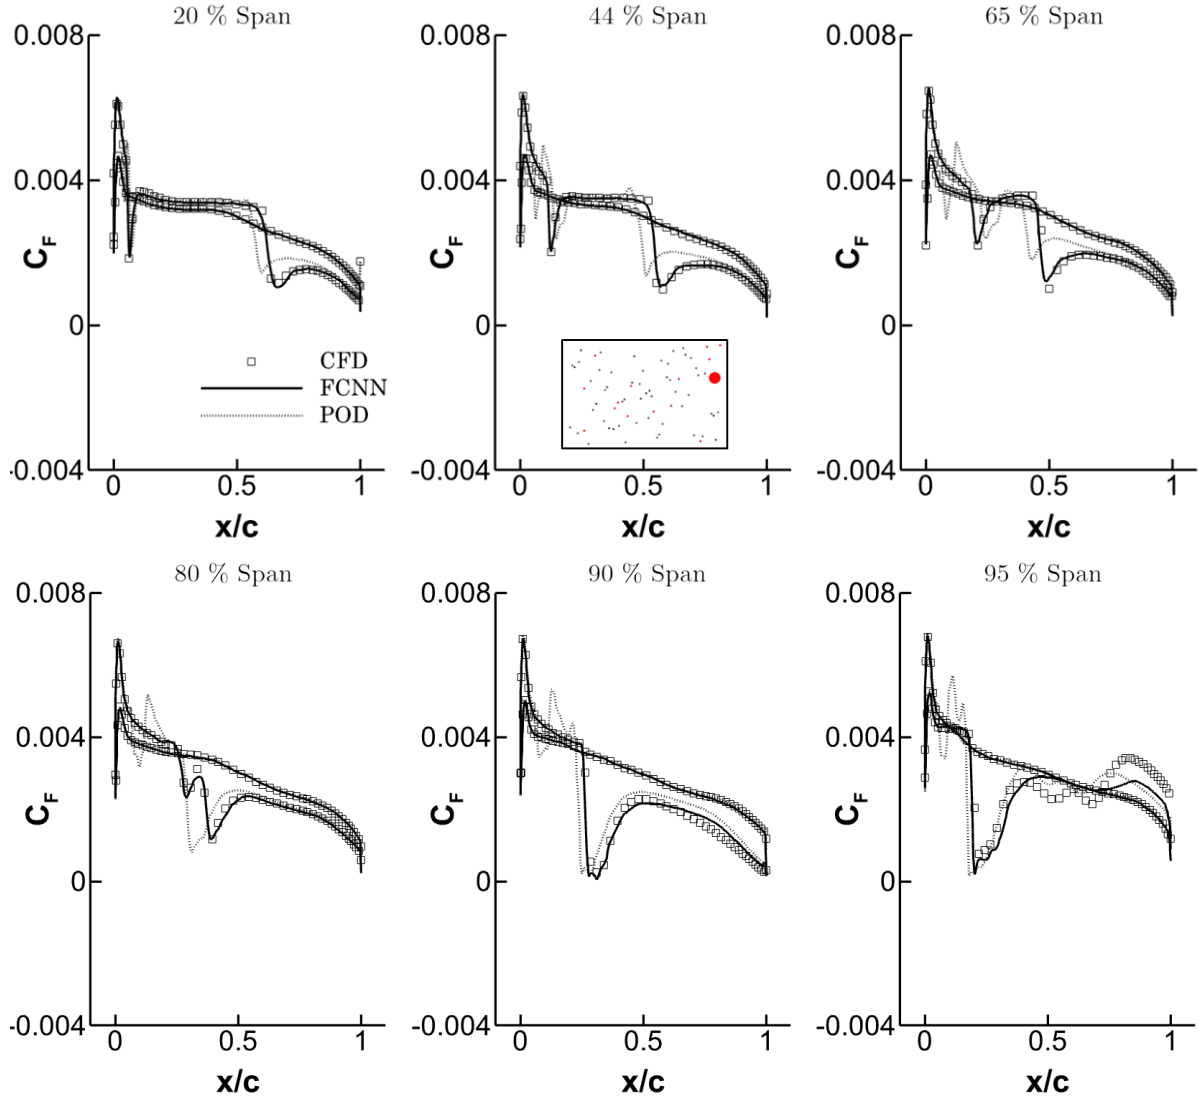 20 % Span
0.008
0.004
0
-0.004
C_F
CFD
FCNN
POD
0 0.5 1
x/c
44 % Span
0.008
0.004
0
-0.004
C_F
0 0.5 1
x/c
65 % Span
0.008
0.004
0
-0.004
C_F
0 0.5 1
x/c
80 % Span
0.008
0.004
0
-0.004
C_F
0 0.5 1
x/c
90 % Span
0.008
0.004
0
-0.004
C_F
0 0.5 1
x/c
95 % Span
0.008
0.004
0
-0.004
C_F
0 0.5 1
x/c